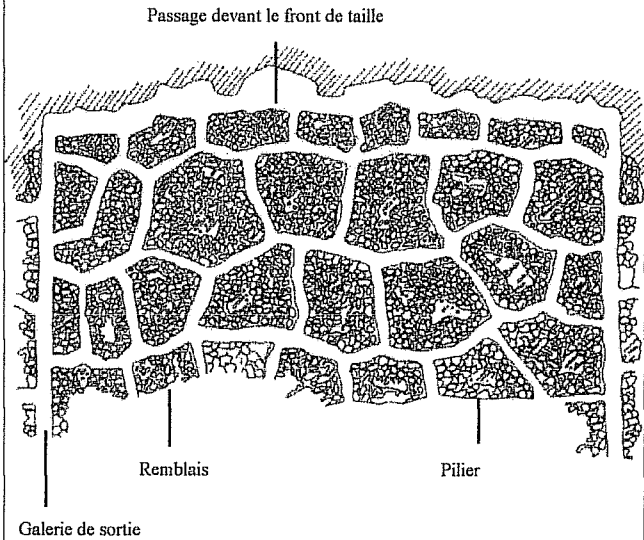 Passage devant le front de taille
Remblais
Pilier
Galerie de sortie